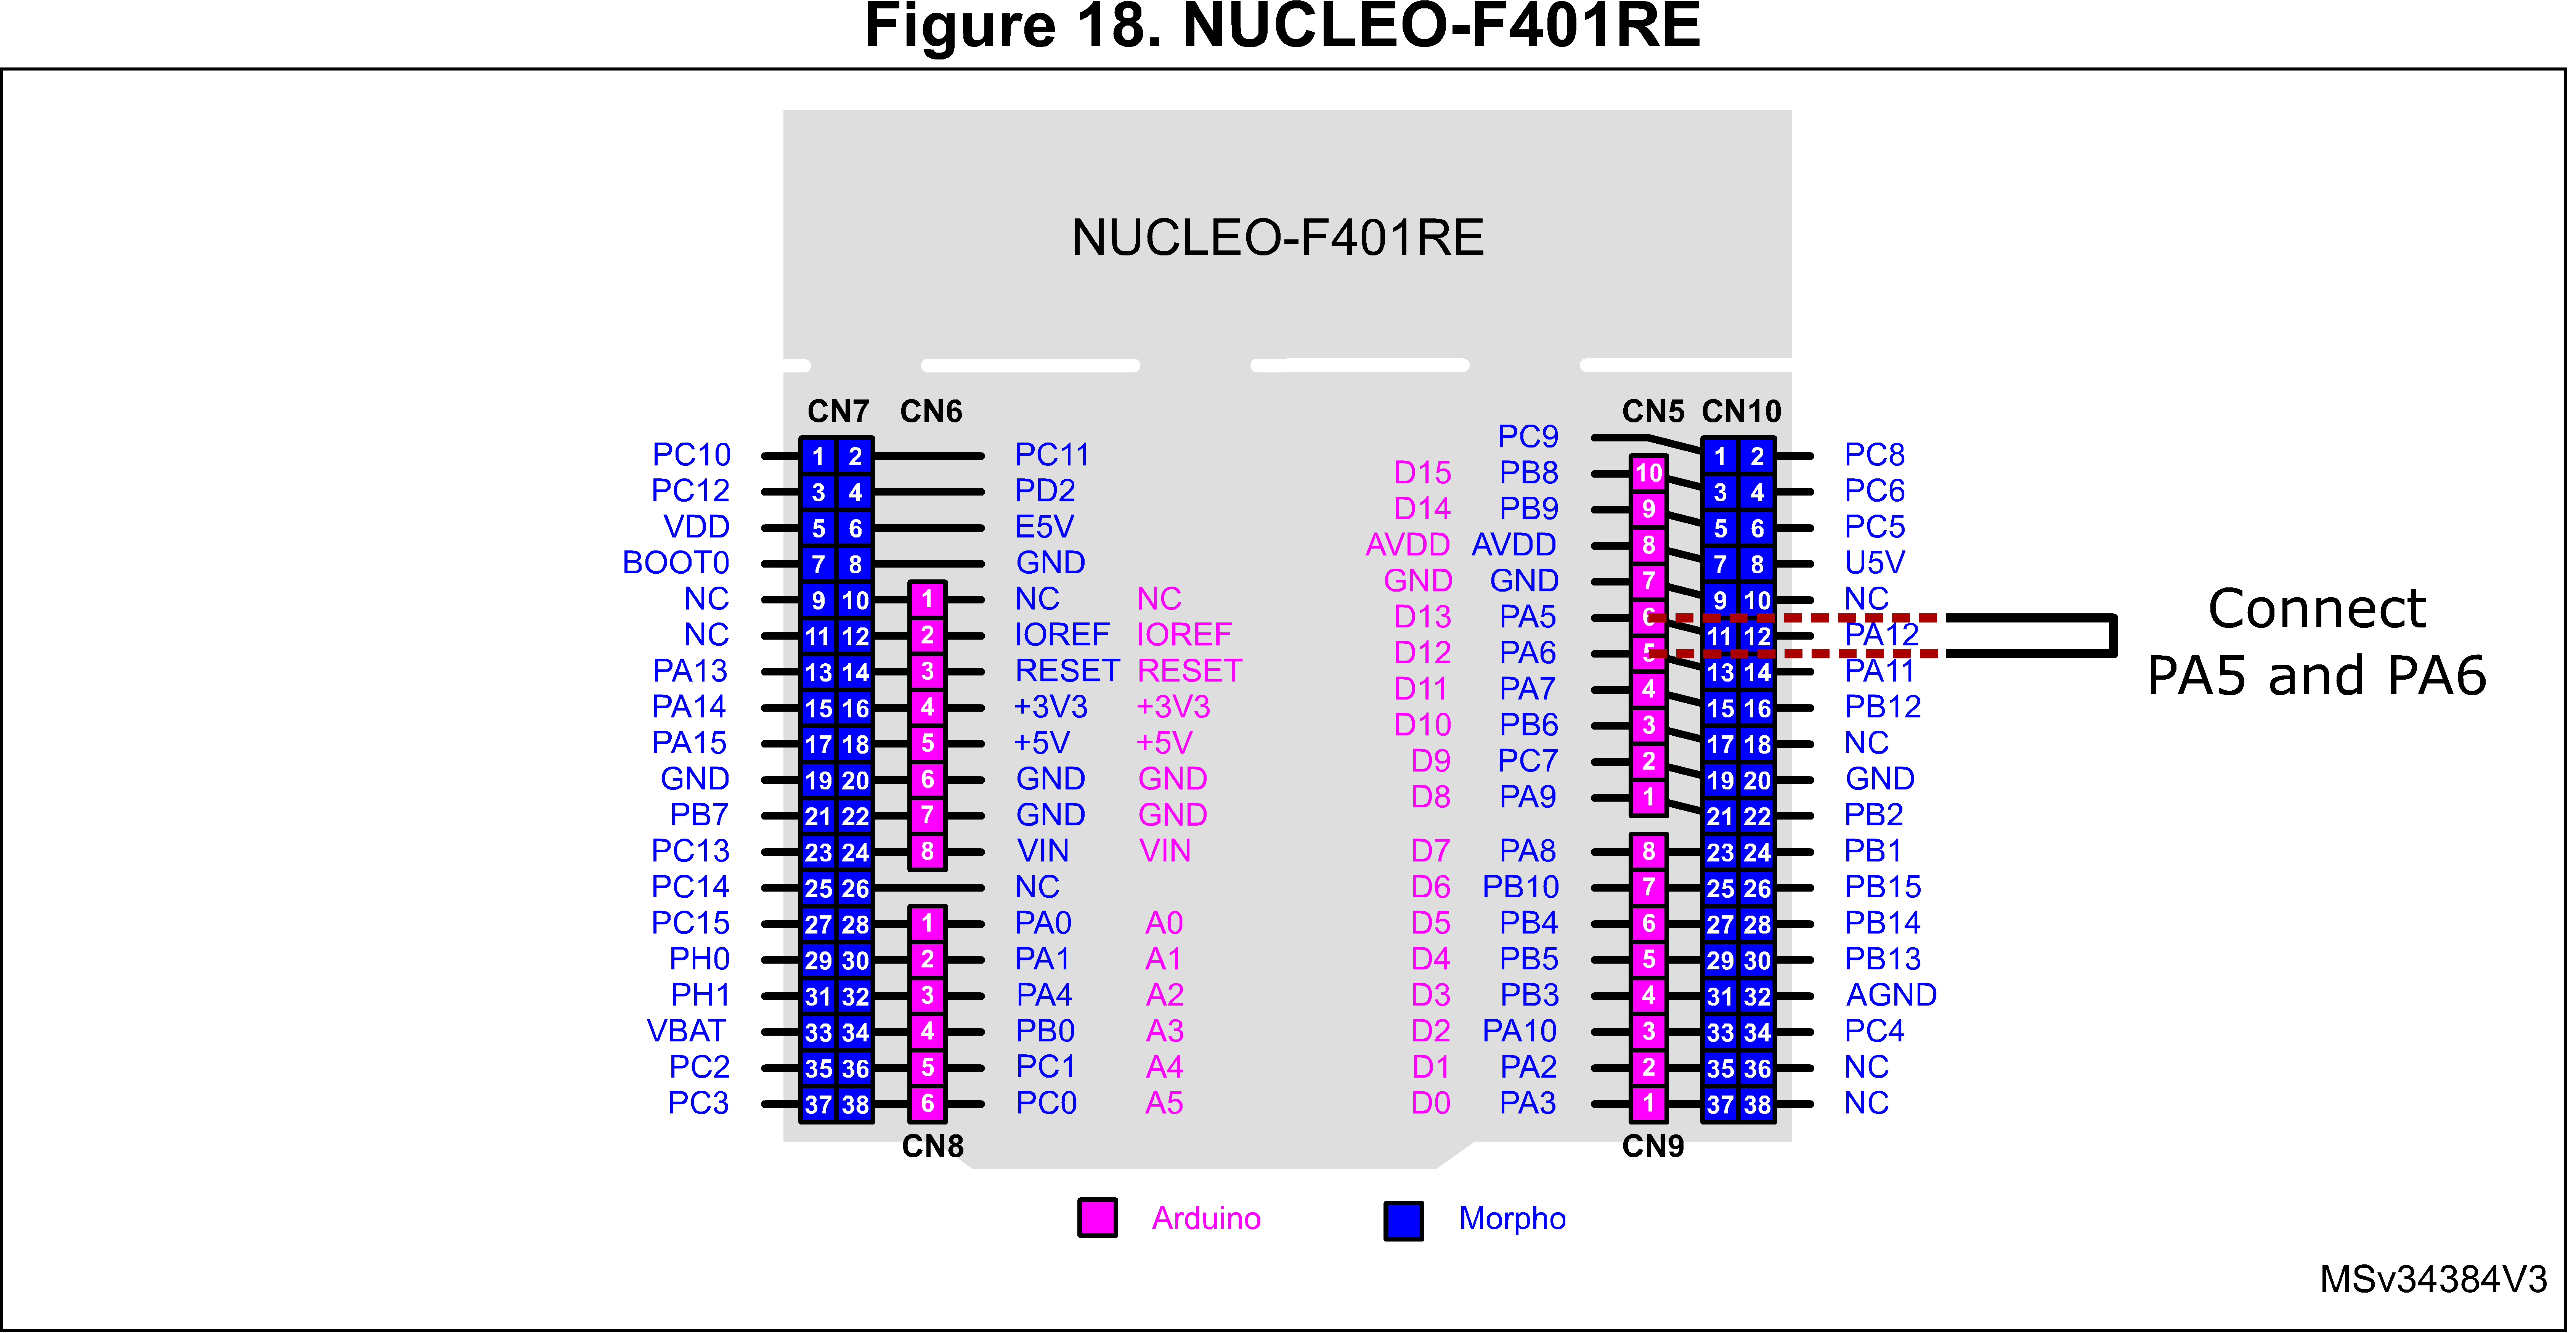 Figure 18. NUCLEO-F401RE
NUCLEO-F401RE
CN7 CN6 CN5 CN10
PC9
PC10 1 2 PC11 1 2 PC8
D15 PB8 10
PC12 3 4 PD2 3 4 PC6
D14 PB9 9
VDD 5 6 E5V 5 6 PC5
AVDD AVDD 8
BOOT0 7 8 GND 7 8 U5V
GND GND 7
NC 9 10 1 NC NC 9 10 NC
D13 PA5 6
NC 11 12 2 IOREF IOREF 11 12 PA12
D12 PA6 5
PA13 13 14 3 RESET RESET 13 14 PA11
D11 PA7 4
PA14 15 16 4 +3V3 +3V3 15 16 PB12
D10 PB6 3
PA15 17 18 5 +5V +5V 17 18 NC
D9 PC7 2
GND 19 20 6 GND GND 19 20 GND
D8 PA9 1
PB7 21 22 7 GND GND 21 22 PB2
PC13 23 24 8 VIN VIN D7 PA8 8 23 24 PB1
PC14 25 26 NC D6 PB10 7 25 26 PB15
PC15 27 28 1 PA0 A0 D5 PB4 6 27 28 PB14
PH0 29 30 2 PA1 A1 D4 PB5 5 29 30 PB13
PH1 31 32 3 PA4 A2 D3 PB3 4 31 32 AGND
VBAT 33 34 4 PB0 A3 D2 PA10 3 33 34 PC4
PC2 35 36 5 PC1 A4 D1 PA2 2 35 36 NC
PC3 37 38 6 PC0 A5 D0 PA3 1 37 38 NC
CN8 CN9
Connect
PA5 and PA6
Arduino Morpho
MSv34384V3